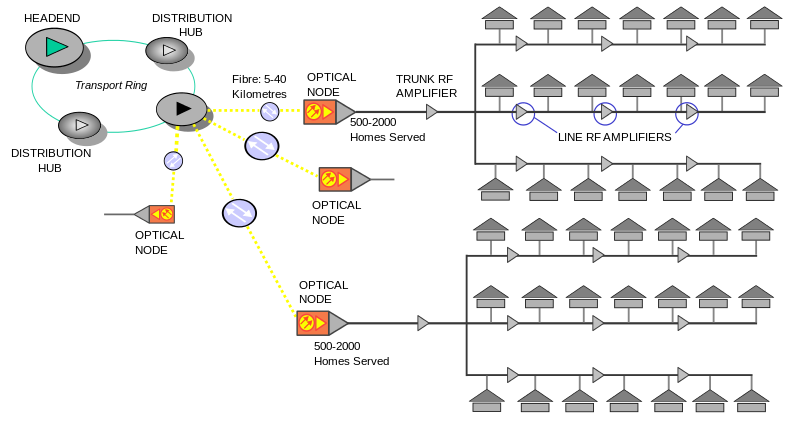 HEADEND
DISTRIBUTION
HUB
Transport Ring
DISTRIBUTION
HUB
Fibre: 5-40
Kilometres
OPTICAL
NODE
500-2000
Homes Served
TRUNK RF
AMPLIFIER
LINE RF AMPLIFIERS
OPTICAL
NODE
OPTICAL
NODE
OPTICAL
NODE
500-2000
Homes Served